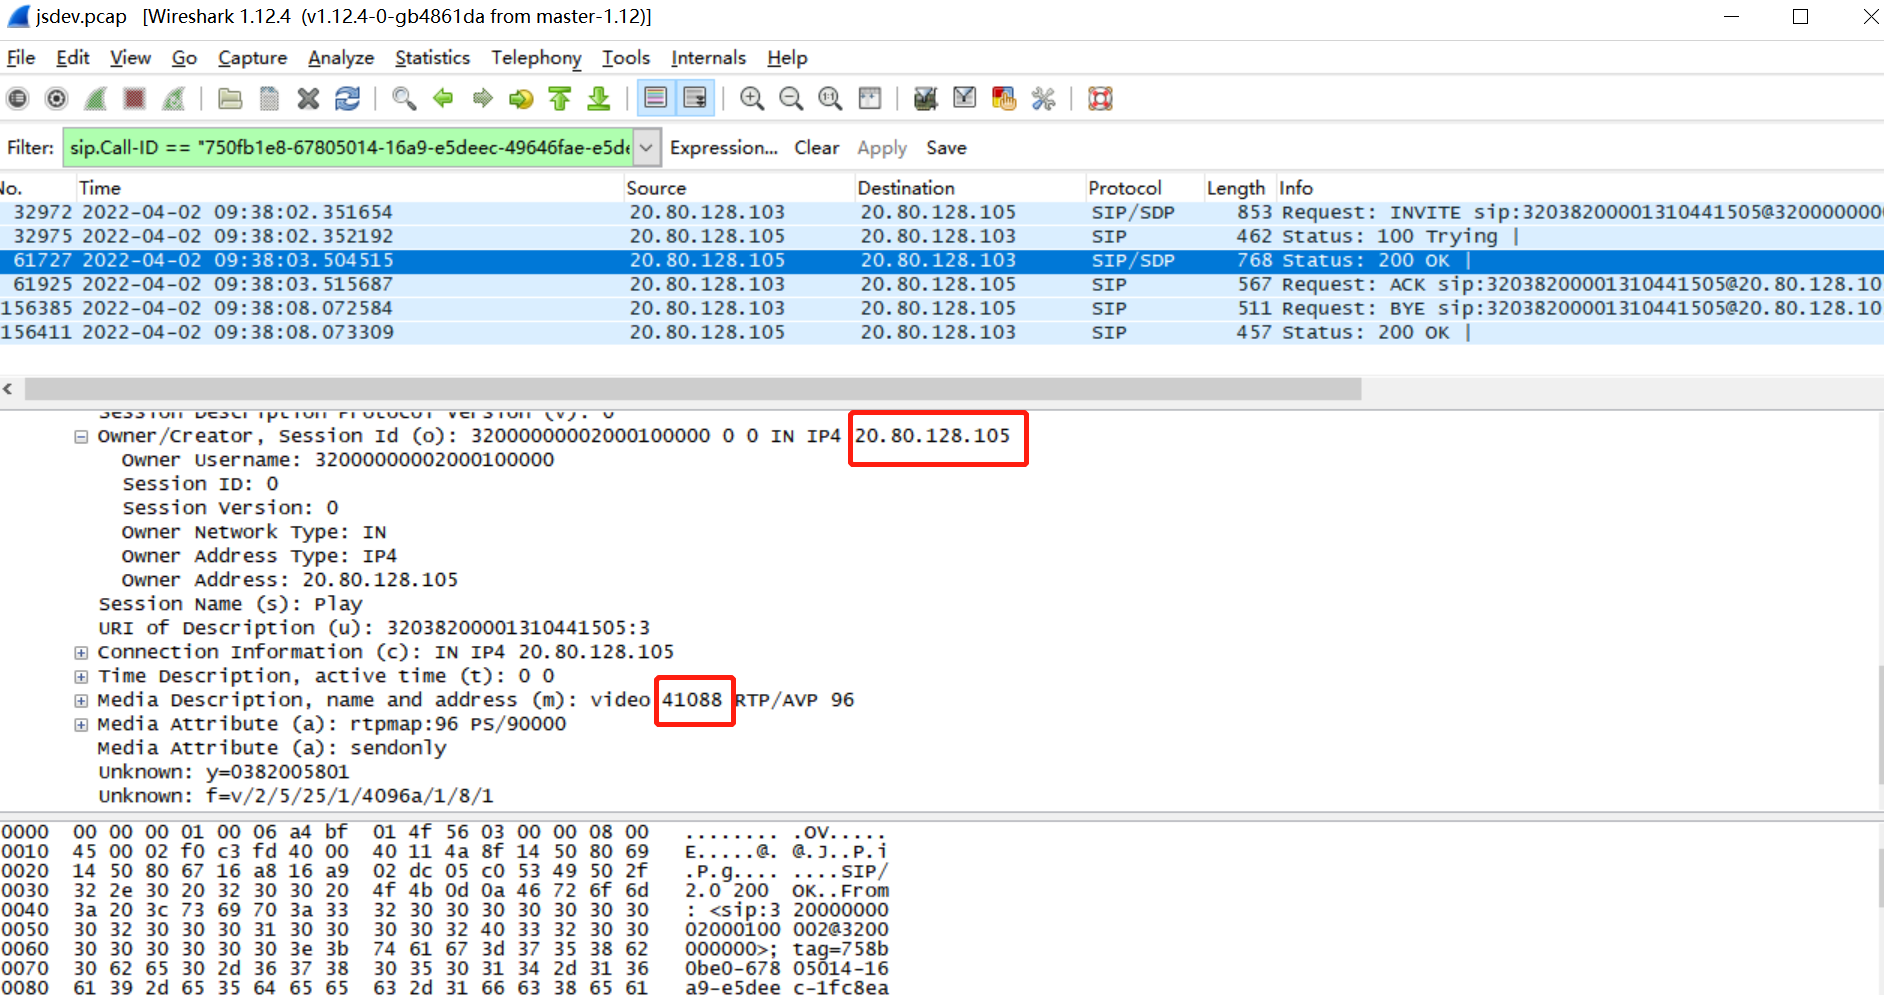 jsdev.pcap [Wireshark 1.12.4 (v1.12.4-0-gb4861da from master-1.12)]
File Edit View Go Capture Analyze Statistics Telephony Tools Internals Help
Filter: sip.Call-ID == "750fb1e8-67805014-16a9-e5deec-49646fae-e5de Expression... Clear Apply Save
No. Time Source Destination Protocol Length Info
32972 2022-04-02 09:38:02.351654 20.80.128.103 20.80.128.105 SIP/SDP 853 Request: INVITE sip:32038200001310441505@3200000000
32975 2022-04-02 09:38:02.352192 20.80.128.105 20.80.128.103 SIP 462 Status: 100 Trying |
61727 2022-04-02 09:38:03.504515 20.80.128.105 20.80.128.103 SIP/SDP 768 Status: 200 OK |
61925 2022-04-02 09:38:03.515687 20.80.128.103 20.80.128.105 SIP 567 Request: ACK sip:32038200001310441505@20.80.128.10
156385 2022-04-02 09:38:08.072584 20.80.128.103 20.80.128.105 SIP 511 Request: BYE sip:32038200001310441505@20.80.128.10
156411 2022-04-02 09:38:08.073309 20.80.128.105 20.80.128.103 SIP 457 Status: 200 OK |
Session Description Protocol Version (v): 0
Owner/Creator, Session Id (o): 32000000002000100000 0 0 IN IP4 20.80.128.105
Owner Username: 32000000002000100000
Session ID: 0
Session Version: 0
Owner Network Type: IN
Owner Address Type: IP4
Owner Address: 20.80.128.105
Session Name (s): Play
URI of Description (u): 32038200001310441505:3
Connection Information (c): IN IP4 20.80.128.105
Time Description, active time (t): 0 0
Media Description, name and address (m): video 41088 RTP/AVP 96
Media Attribute (a): rtpmap:96 PS/90000
Media Attribute (a): sendonly
Unknown: y=0382005801
Unknown: f=v/2/5/25/1/4096a/1/8/1
0000 00 00 00 01 00 06 a4 bf 01 4f 56 03 00 00 08 00 ........ .OV.....
0010 45 00 02 f0 c3 fd 40 00 40 11 4a 8f 14 50 80 69 E.....@. @.J..P.i
0020 14 50 80 67 16 a8 16 a9 02 dc 05 c0 53 49 50 2f .P.g.... ....SIP/
0030 32 2e 30 20 32 30 30 20 4f 4b 0d 0a 46 72 6f 6d 2.0 200 OK..From
0040 3a 20 3c 73 69 70 3a 33 32 30 30 30 30 30 30 30 : <sip:3 20000000
0050 30 32 30 30 30 31 30 30 30 30 32 40 33 32 30 30 02000100 002@3200
0060 30 30 30 30 30 30 3e 3b 74 61 67 3d 37 35 38 62 000000>; tag=758b
0070 30 62 65 30 2d 36 37 38 30 35 30 31 34 2d 31 36 0be0-678 05014-16
0080 61 39 2d 65 35 64 65 65 63 2d 31 66 63 38 65 61 a9-e5dee c-1fc8ea